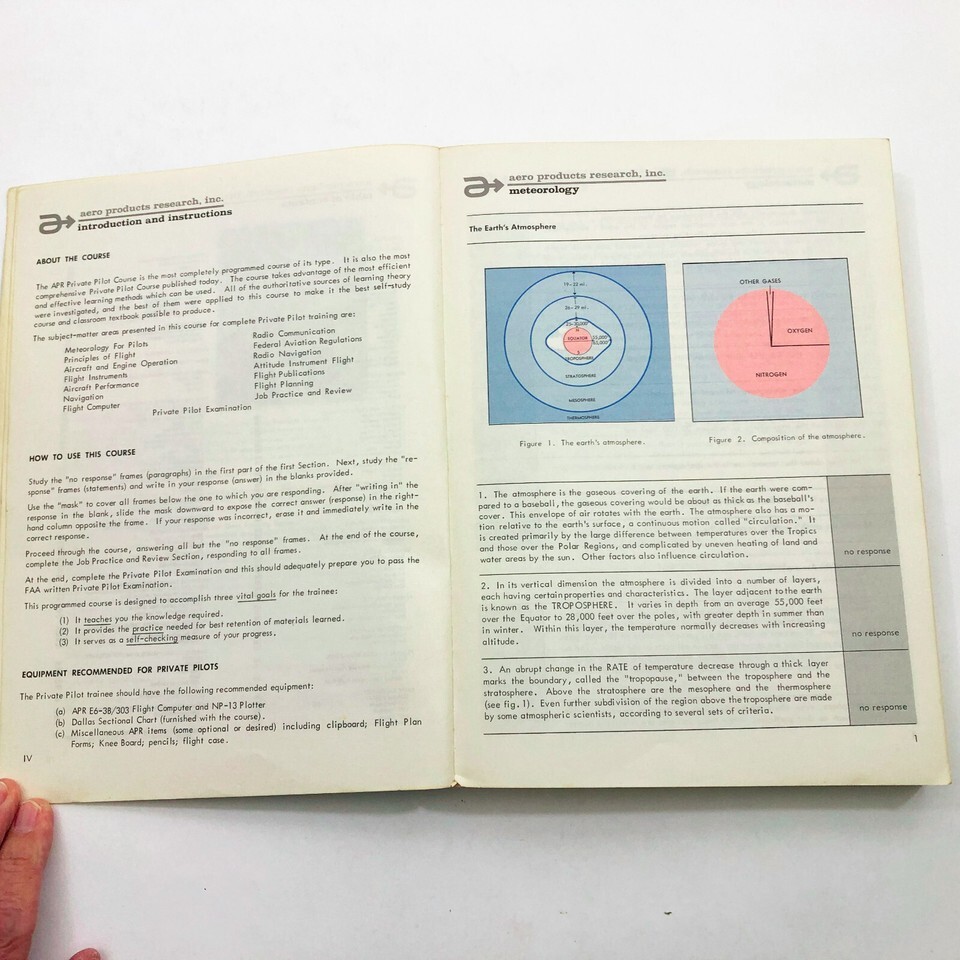 aero products research, inc.
introduction and instructions
ABOUT THE COURSE
The APR Private Pilot Course is the most completely programmed course of its type. It is also the most
comprehensive Private Pilot Course published today. The course takes advantage of the most efficient
and effective learning methods which can be used. All of the authoritative sources of learning theory
were investigated, and the best of them were applied to this course to make it the best self-study
course and classroom textbook possible to produce.
The subject-matter areas presented in this course for complete Private Pilot training are:
Meteorology For Pilots
Principles of Flight
Aircraft and Engine Operation
Flight Instruments
Aircraft Performance
Navigation
Flight Computer
Radio Communication
Federal Aviation Regulations
Radio Navigation
Attitude Instrument Flight
Flight Publications
Flight Planning
Job Practice and Review
Private Pilot Examination
HOW TO USE THIS COURSE
Study the "no response" frames (paragraphs) in the first part of the first Section. Next, study the "re-
sponse" frames (statements) and write in your response (answer) in the blanks provided.
Use the "mask" to cover all frames below the one to which you are responding. After "writing in" the
response in the blank, slide the mask downward to expose the correct answer (response) in the right-
hand column opposite the frame. If your response was incorrect, erase it and immediately write in the
correct response.
Proceed through the course, answering all but the "no response" frames. At the end of the course,
complete the Job Practice and Review Section, responding to all frames.
At the end, complete the Private Pilot Examination and this should adequately prepare you to pass the
FAA written Private Pilot Examination.
This programmed course is designed to accomplish three vital goals for the trainee:
(1) It teaches you the knowledge required.
(2) It provides the practice needed for best retention of materials learned.
(3) It serves as a self-checking measure of your progress.
EQUIPMENT RECOMMENDED FOR PRIVATE PILOTS
The Private Pilot trainee should have the following recommended equipment:
(a) APR E6-3B/303 Flight Computer and NP-13 Plotter
(b) Dallas Sectional Chart (furnished with the course).
(c) Miscellaneous APR items (some optional or desired) including clipboard; Flight Plan
Forms; Knee Board; pencils; flight case.
IV
aero products research, inc.
meteorology
The Earth's Atmosphere
19-22 mi.
26-29 mi.
N
EQUATOR
S
TROPOSPHERE
STRATOSPHERE
MESOSPHERE
THERMOSPHERE
Figure 1. The earth's atmosphere.
OTHER GASES
OXYGEN
NITROGEN
Figure 2. Composition of the atmosphere.
1. The atmosphere is the gaseous covering of the earth. If the earth were com-
pared to a baseball, the gaseous covering would be about as thick as the baseball's
cover. This envelope of air rotates with the earth. The atmosphere also has a mo-
tion relative to the earth's surface, a continuous motion called "circulation." It
is created primarily by the large difference between temperatures over the Tropics
and those over the Polar Regions, and complicated by uneven heating of land and
water areas by the sun. Other factors also influence circulation.
no response
2. In its vertical dimension the atmosphere is divided into a number of layers,
each having certain properties and characteristics. The layer adjacent to the earth
is known as the TROPOSPHERE. It varies in depth from an average 55,000 feet
over the Equator to 28,000 feet over the poles, with greater depth in summer than
in winter. Within this layer, the temperature normally decreases with increasing
altitude.
no response
3. An abrupt change in the RATE of temperature decrease through a thick layer
marks the boundary, called the "tropopause," between the troposphere and the
stratosphere. Above the stratosphere are the mesophere and the thermosphere
(see fig. 1). Even further subdivision of the region above the troposphere are made
by some atmospheric scientists, according to several sets of criteria.
no response
1